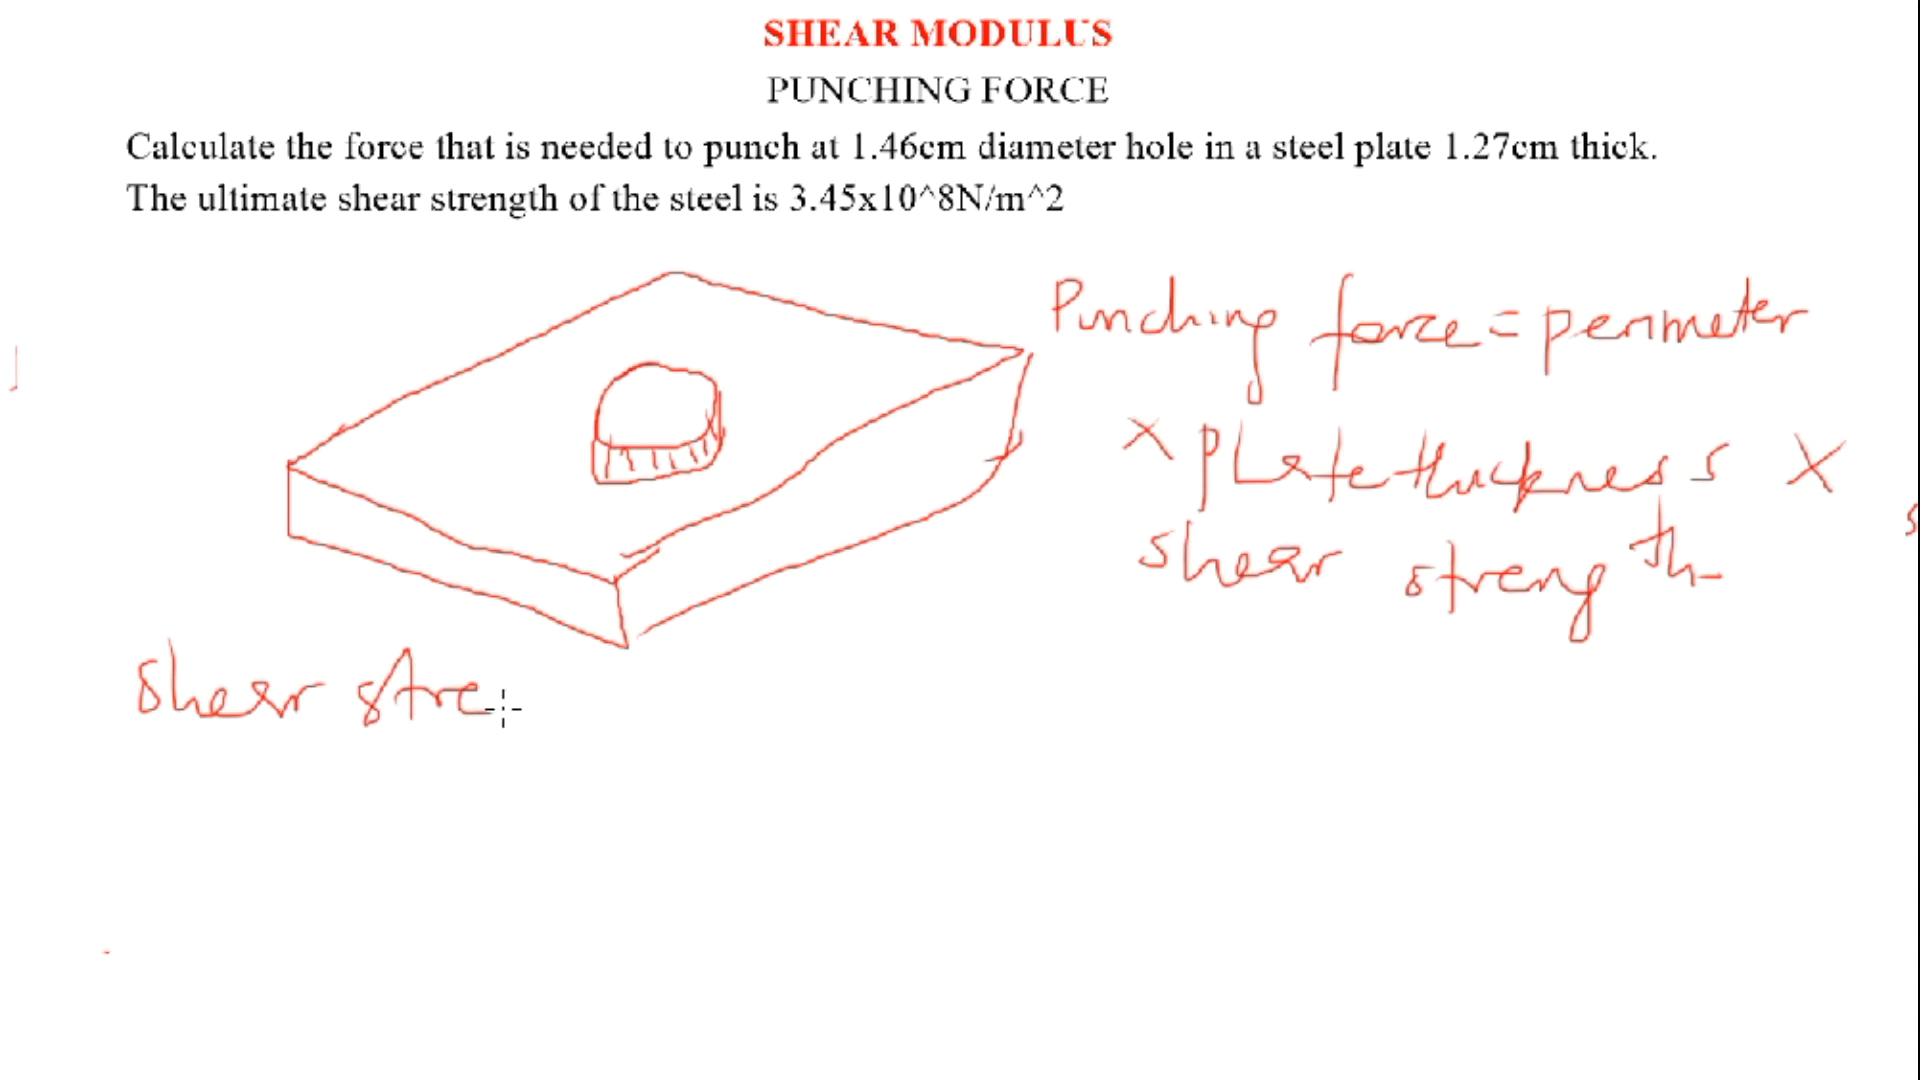 SHEAR MODULUS
PUNCHING FORCE
Calculate the force that is needed to punch at 1.46cm diameter hole in a steel plate 1.27cm thick.
The ultimate shear strength of the steel is 3.45x10^8N/m^2
Punching force = perimeter
x plate thickness x
shear strength
shear stre